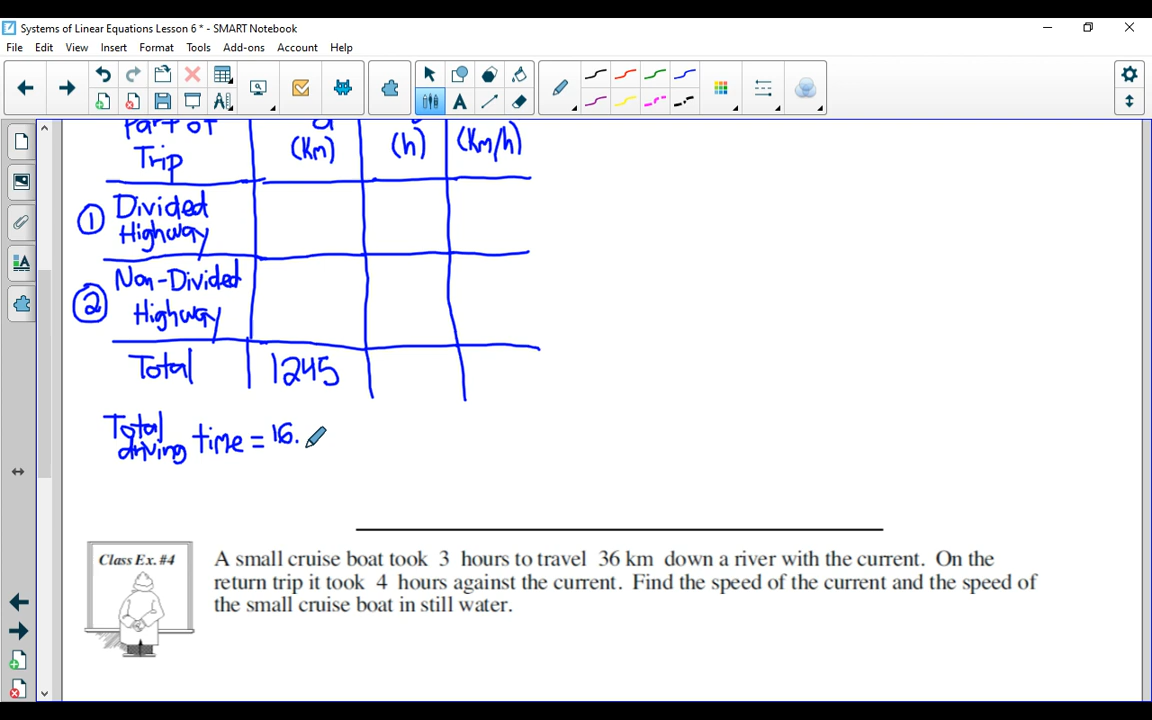 Systems of Linear Equations Lesson 6 * - SMART Notebook
File Edit View Insert Format Tools Add-ons Account Help
Part of
Trip
d
(Km)
(h)
(Km/h)
① Divided
Highway
② Non-Divided
Highway
Total 1245
Total
driving time = 16.
Class Ex. #4
A small cruise boat took 3 hours to travel 36 km down a river with the current. On the
return trip it took 4 hours against the current. Find the speed of the current and the speed of
the small cruise boat in still water.